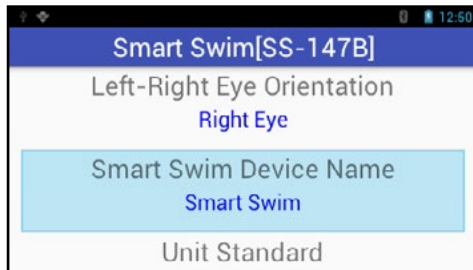 12:50
Smart Swim[SS-147B]
Left-Right Eye Orientation
Right Eye
Smart Swim Device Name
Smart Swim
Unit Standard